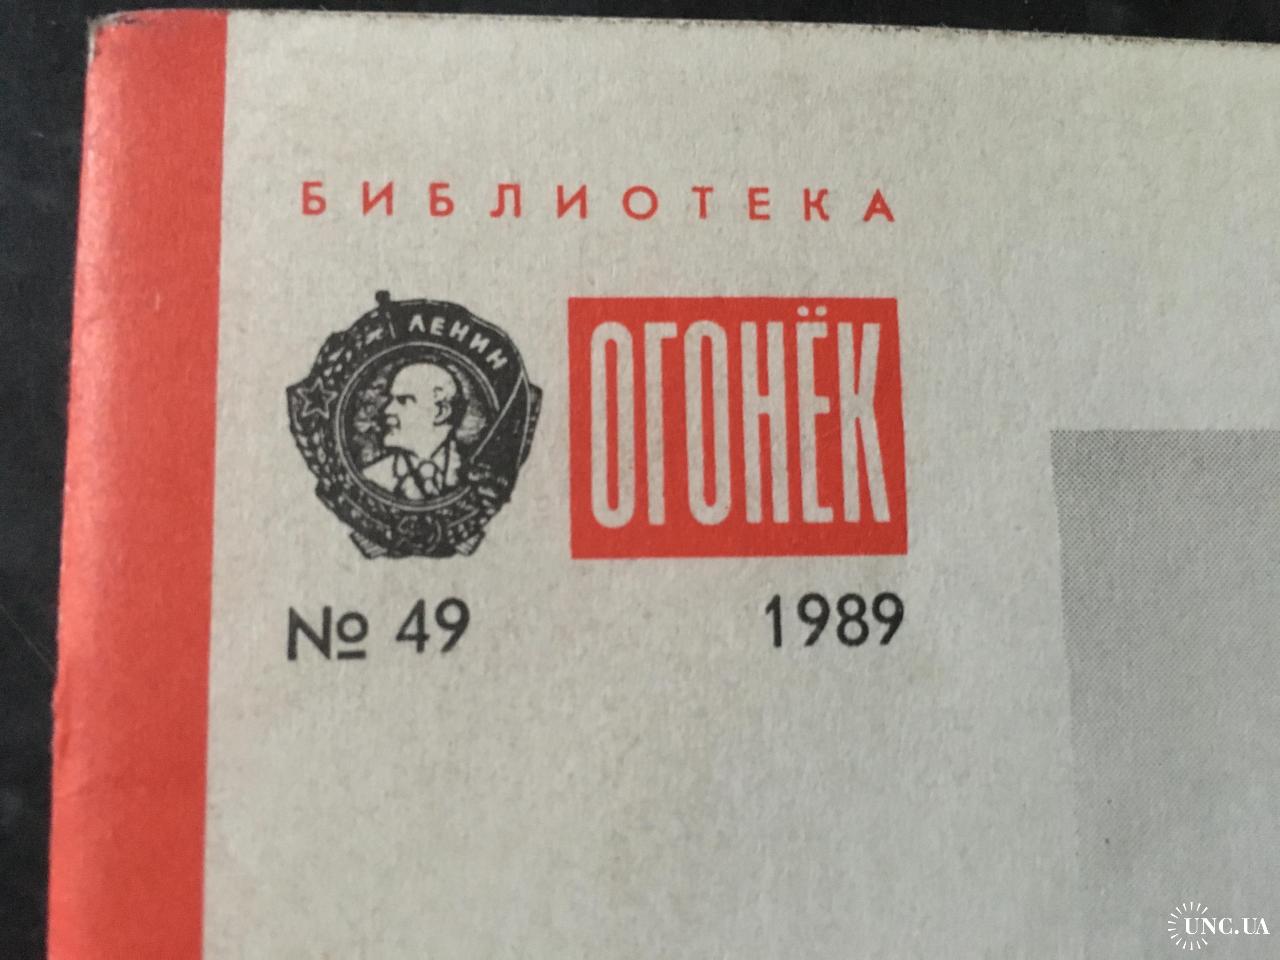 БИБЛИОТЕКА
ЛЕНИН
ОГОНЁК
№ 49
1989
UNC.UA